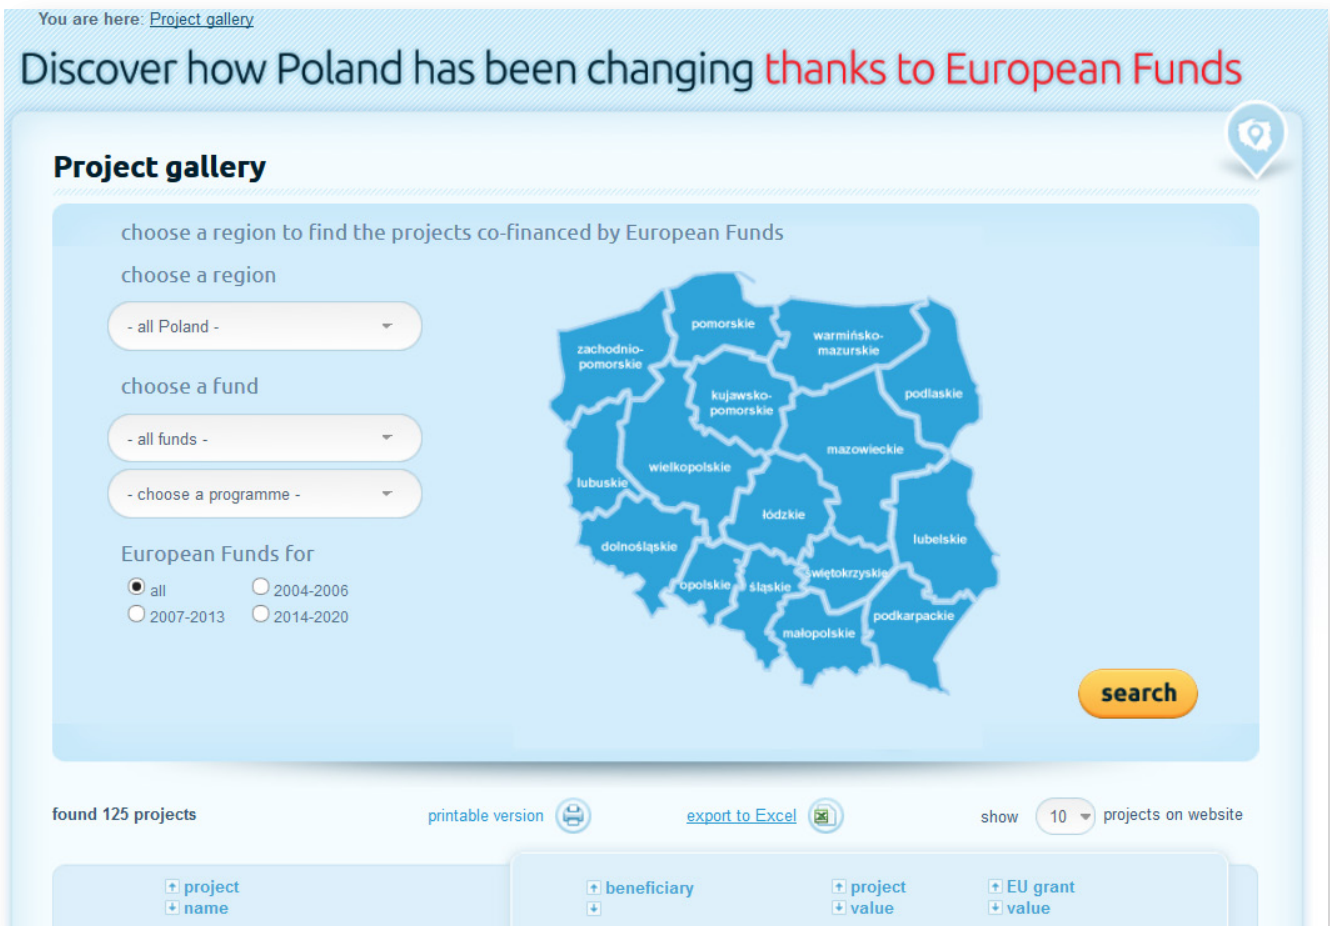 You are here: Project gallery
Discover how Poland has been changing thanks to European Funds
Project gallery
choose a region to find the projects co-financed by European Funds
choose a region
- all Poland -
choose a fund
- all funds -
- choose a programme -
European Funds for
all 2004-2006
2007-2013 2014-2020
pomorskie
warmińsko-
mazurskie
zachodnio-
pomorskie
podlaskie
kujawsko-
pomorskie
mazowieckie
wielkopolskie
lubuskie
łódzkie
lubelskie
dolnośląskie
świętokrzyskie
opolskie
śląskie
podkarpackie
małopolskie
search
found 125 projects printable version export to Excel show 10 projects on website
project
name
beneficiary
project
value
EU grant
value